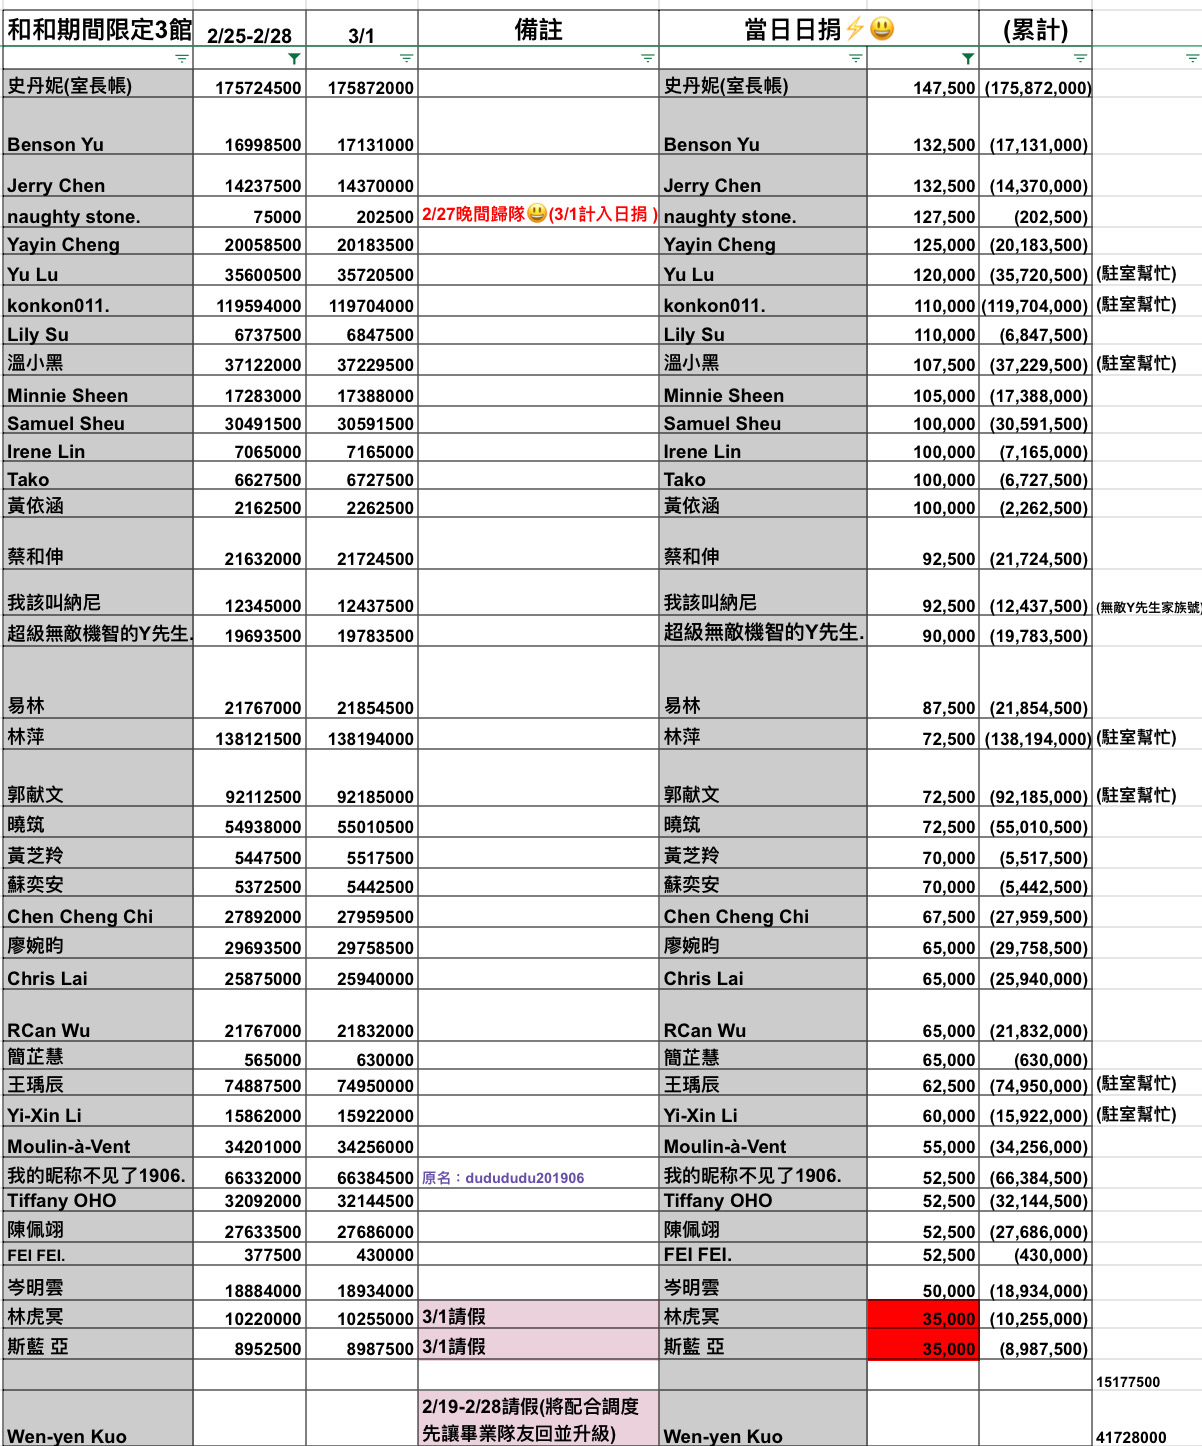 和和期間限定3館 2/25-2/28 3/1 備註 當日日捐⚡😃 (累計)
史丹妮(室長帳) 175724500 175872000 史丹妮(室長帳) 147,500 (175,872,000)
Benson Yu 16998500 17131000 Benson Yu 132,500 (17,131,000)
Jerry Chen 14237500 14370000 Jerry Chen 132,500 (14,370,000)
naughty stone. 75000 202500 2/27晚間歸隊😃(3/1計入日捐 ) naughty stone. 127,500 (202,500)
Yayin Cheng 20058500 20183500 Yayin Cheng 125,000 (20,183,500)
Yu Lu 35600500 35720500 Yu Lu 120,000 (35,720,500) (駐室幫忙)
konkon011. 119594000 119704000 konkon011. 110,000 (119,704,000) (駐室幫忙)
Lily Su 6737500 6847500 Lily Su 110,000 (6,847,500)
溫小黑 37122000 37229500 溫小黑 107,500 (37,229,500) (駐室幫忙)
Minnie Sheen 17283000 17388000 Minnie Sheen 105,000 (17,388,000)
Samuel Sheu 30491500 30591500 Samuel Sheu 100,000 (30,591,500)
Irene Lin 7065000 7165000 Irene Lin 100,000 (7,165,000)
Tako 6627500 6727500 Tako 100,000 (6,727,500)
黃依涵 2162500 2262500 黃依涵 100,000 (2,262,500)
蔡和伸 21632000 21724500 蔡和伸 92,500 (21,724,500)
我該叫納尼 12345000 12437500 我該叫納尼 92,500 (12,437,500) (無敵Y先生家族號)
超級無敵機智的Y先生. 19693500 19783500 超級無敵機智的Y先生. 90,000 (19,783,500)
易林 21767000 21854500 易林 87,500 (21,854,500)
林萍 138121500 138194000 林萍 72,500 (138,194,000) (駐室幫忙)
郭献文 92112500 92185000 郭献文 72,500 (92,185,000) (駐室幫忙)
曉筑 54938000 55010500 曉筑 72,500 (55,010,500)
黃芝羚 5447500 5517500 黃芝羚 70,000 (5,517,500)
蘇奕安 5372500 5442500 蘇奕安 70,000 (5,442,500)
Chen Cheng Chi 27892000 27959500 Chen Cheng Chi 67,500 (27,959,500)
廖婉昀 29693500 29758500 廖婉昀 65,000 (29,758,500)
Chris Lai 25875000 25940000 Chris Lai 65,000 (25,940,000)
RCan Wu 21767000 21832000 RCan Wu 65,000 (21,832,000)
簡芷慧 565000 630000 簡芷慧 65,000 (630,000)
王瑀辰 74887500 74950000 王瑀辰 62,500 (74,950,000) (駐室幫忙)
Yi-Xin Li 15862000 15922000 Yi-Xin Li 60,000 (15,922,000) (駐室幫忙)
Moulin-à-Vent 34201000 34256000 Moulin-à-Vent 55,000 (34,256,000)
我的昵称不见了1906. 66332000 66384500 原名：dudududu201906 我的昵称不见了1906. 52,500 (66,384,500)
Tiffany OHO 32092000 32144500 Tiffany OHO 52,500 (32,144,500)
陳佩翊 27633500 27686000 陳佩翊 52,500 (27,686,000)
FEI FEI. 377500 430000 FEI FEI. 52,500 (430,000)
岑明雲 18884000 18934000 岑明雲 50,000 (18,934,000)
林虎冥 10220000 10255000 3/1請假 林虎冥 35,000 (10,255,000)
斯藍 亞 8952500 8987500 3/1請假 斯藍 亞 35,000 (8,987,500)
15177500
2/19-2/28請假(將配合調度
先讓畢業隊友回並升級)
Wen-yen Kuo Wen-yen Kuo 41728000